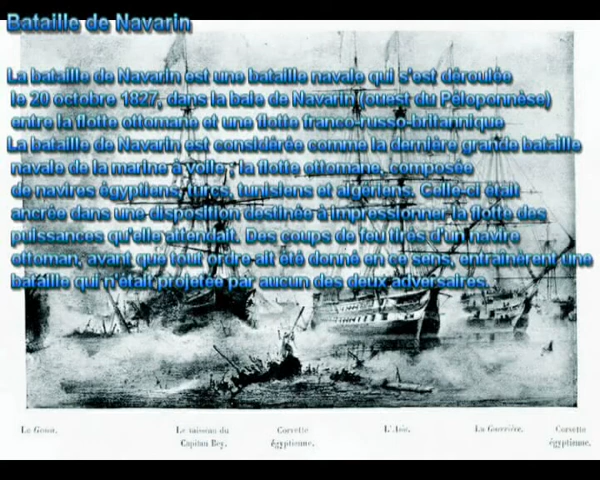 Bataille de Navarin
La bataille de Navarin est une bataille navale qui s'est déroulée
le 20 octobre 1827, dans la baie de Navarin (ouest du Péloponnèse)
entre la flotte ottomane et une flotte franco-russo-britannique
La bataille de Navarin est considérée comme la dernière grande bataille
navale de la marine à voile, la flotte ottomane, composée
de navires égyptiens, turcs, tunisiens et algériens. Celle-ci était
ancrée dans une disposition destinée à impressionner la flotte des
puissances qu'elle attendait. Des coups de feu tirés d'un navire
ottoman, avant que tout ordre ait été donné en ce sens, entraînèrent une
bataille qui n'était projetée par aucun des deux adversaires.
Le Vaisseau du Corvette L'Asie. La Guerrière. Corvette
Capitan Bey. égyptienne. égyptienne.